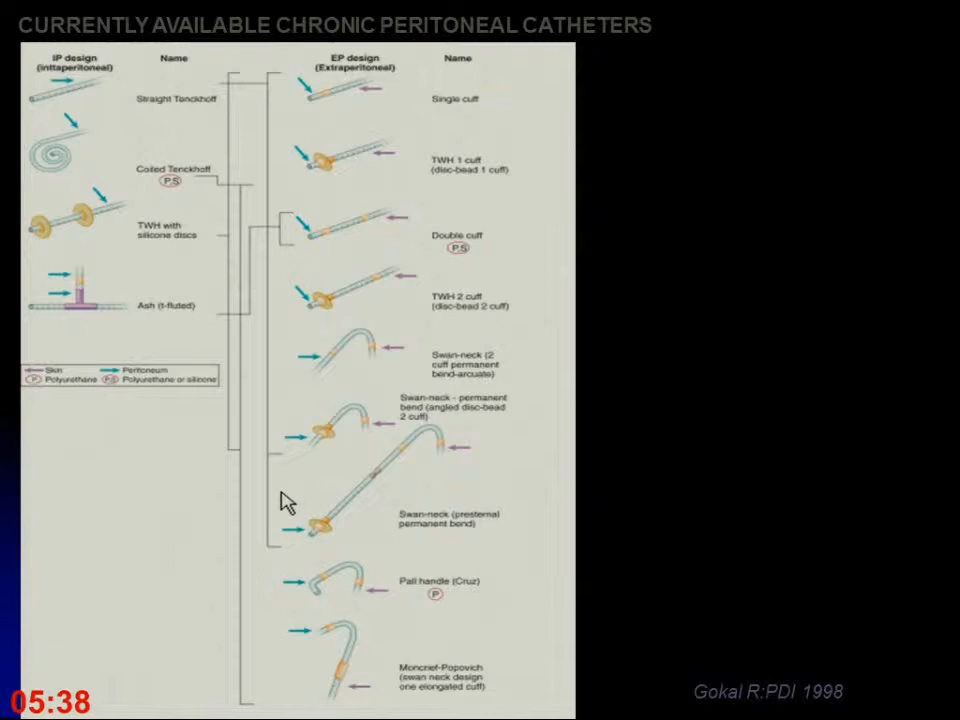 CURRENTLY AVAILABLE CHRONIC PERITONEAL CATHETERS
IP design
(inttaperitoneal)
Name
EP design
(Extraperitoneal)
Name
Straight Tenckhoff
Coiled Tenckhoff
PS
TWH with
silicone discs
Ash (t-fluted)
Skin
Peritoneum
P Polyurethane
PS Polyurethane or silicone
Single cuff
TWH 1 cuff
(disc-bead 1 cuff)
Double cuff
PS
TWH 2 cuff
(disc-bead 2 cuff)
Swan-neck (2
cuff permanent
bend-arcuate)
Swan-neck - permanent
bend (angled disc-bead
2 cuff)
Swan-neck (presternal
permanent bend)
Pail handle (Cruz)
P
Moncrief-Popovich
(swan neck design
one elongated cuff)
Gokal R:PDI 1998
05:38